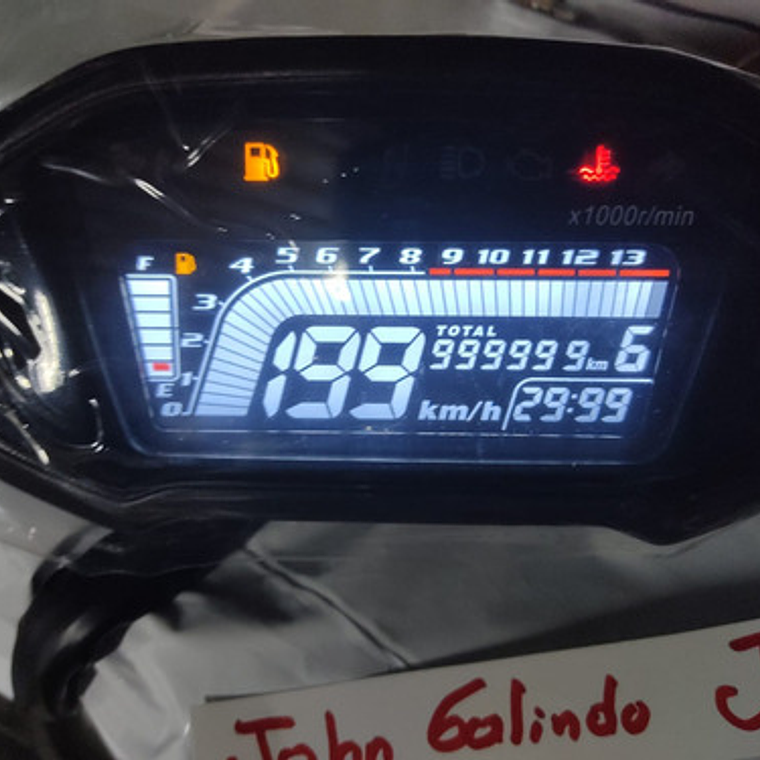 x1000r/min
F 4 5 6 7 8 9 10 11 12 13
3
TOTAL
2 199 999999 9 km 6
1
E
0 km/h 29:99
John Galindo J